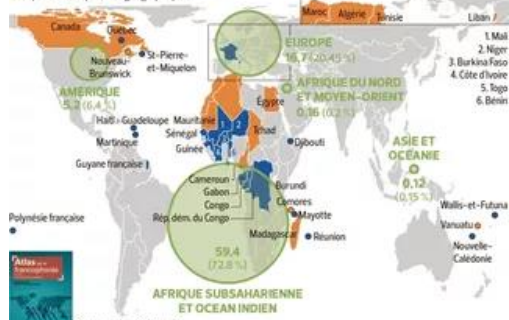 Maroc
Algérie
Tunisie
Liban
Canada
Québec
St-Pierre-
et-Miquelon
Nouveau-
Brunswick
AMÉRIQUE
5,2 (6,4 %)
EUROPE
16,7 (20,45 %)
1. Mali
2. Niger
3. Burkina Faso
4. Côte d'Ivoire
5. Togo
6. Bénin
AFRIQUE DU NORD
ET MOYEN-ORIENT
0,16 (0,2 %)
Egypte
Haïti
Guadeloupe
Martinique
Guyane française
Mauritanie
Sénégal
Guinée
1
2
Tchad
Djibouti
ASIE ET
OCÉANIE
0,12
(0,15 %)
Cameroun
Gabon
Congo
Rép. dém. du Congo
Burundi
Comores
Mayotte
Madagascar
Réunion
59,4
(72,8 %)
AFRIQUE SUBSAHARIENNE
ET OCEAN INDIEN
Polynésie française
Wallis-et-Futuna
Vanuatu
Nouvelle-
Calédonie
Atlas
francophonie